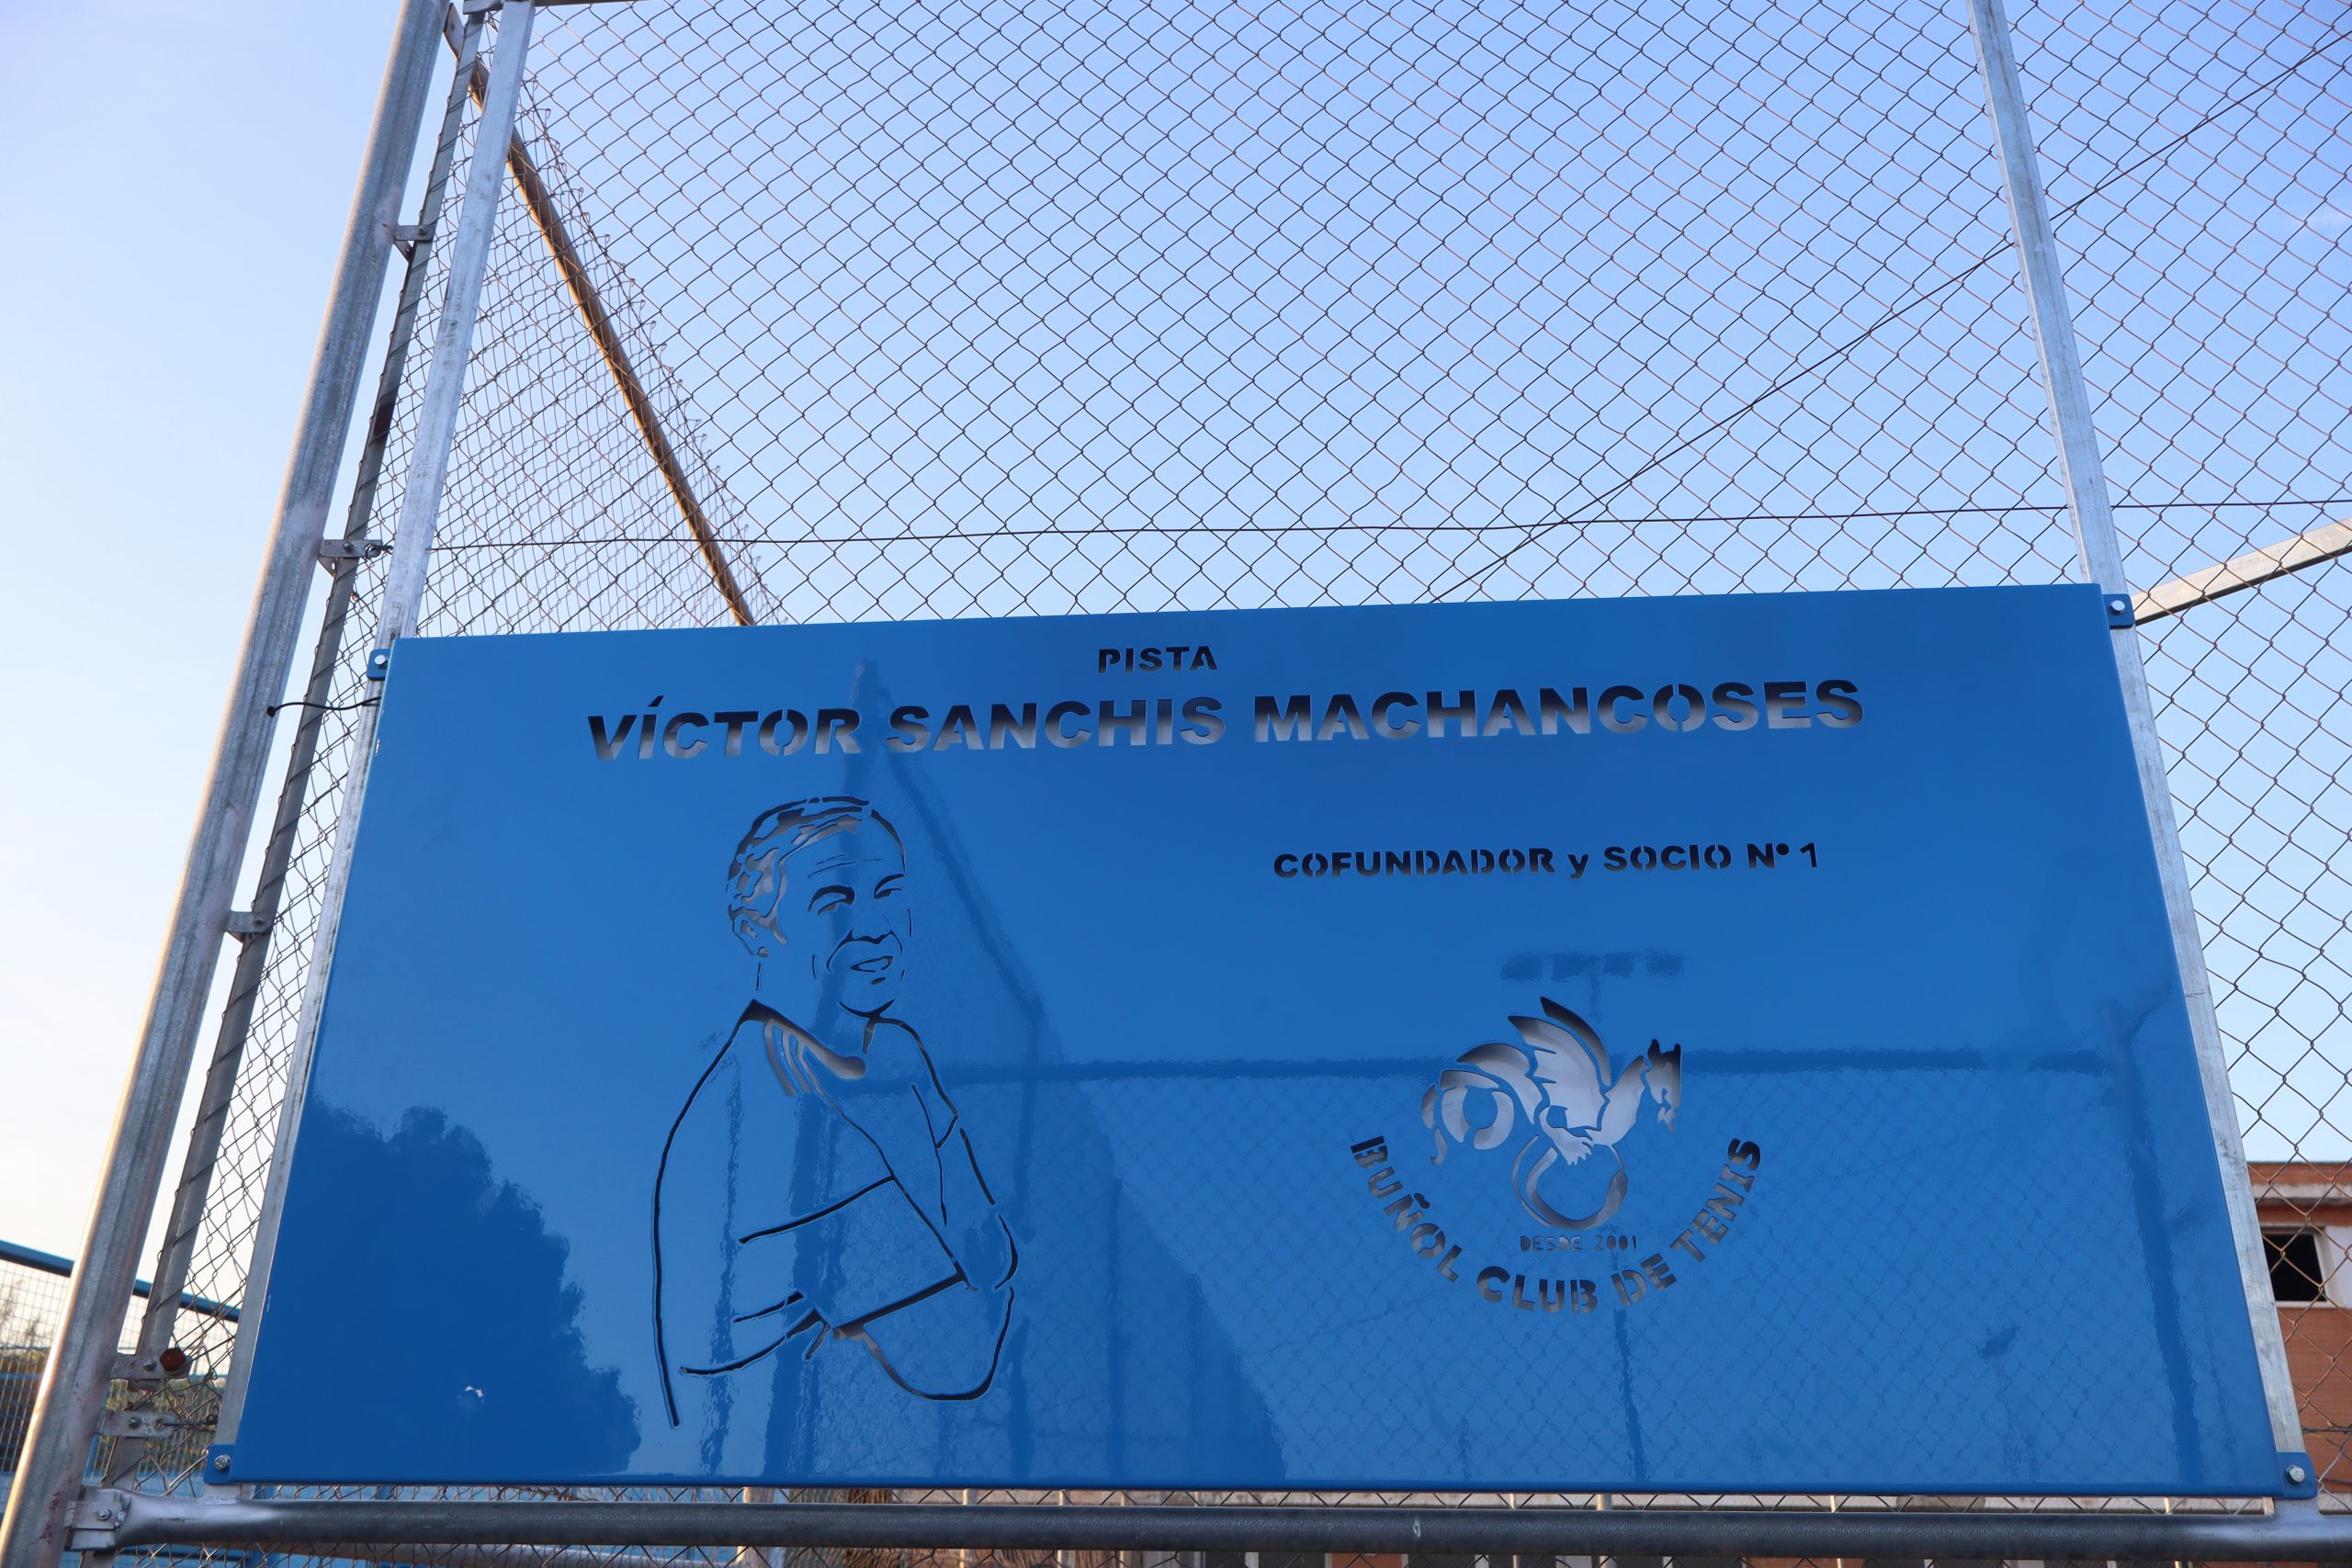 PISTA
VÍCTOR SANCHIS MACHANCOSES
COFUNDADOR y SOCIO Nº 1
DESDE 2001
BUÑOL CLUB DE TENIS